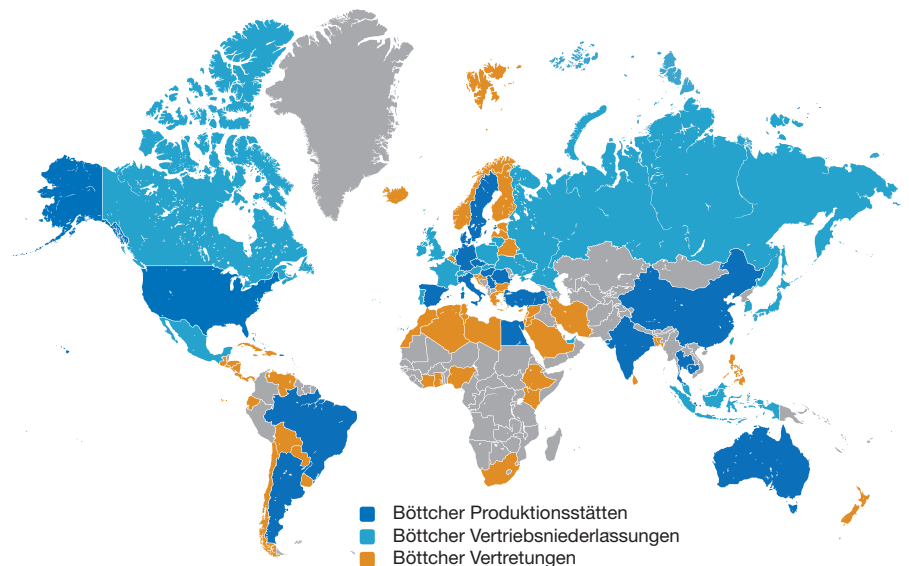 Böttcher Produktionsstätten
Böttcher Vertriebsniederlassungen
Böttcher Vertretungen